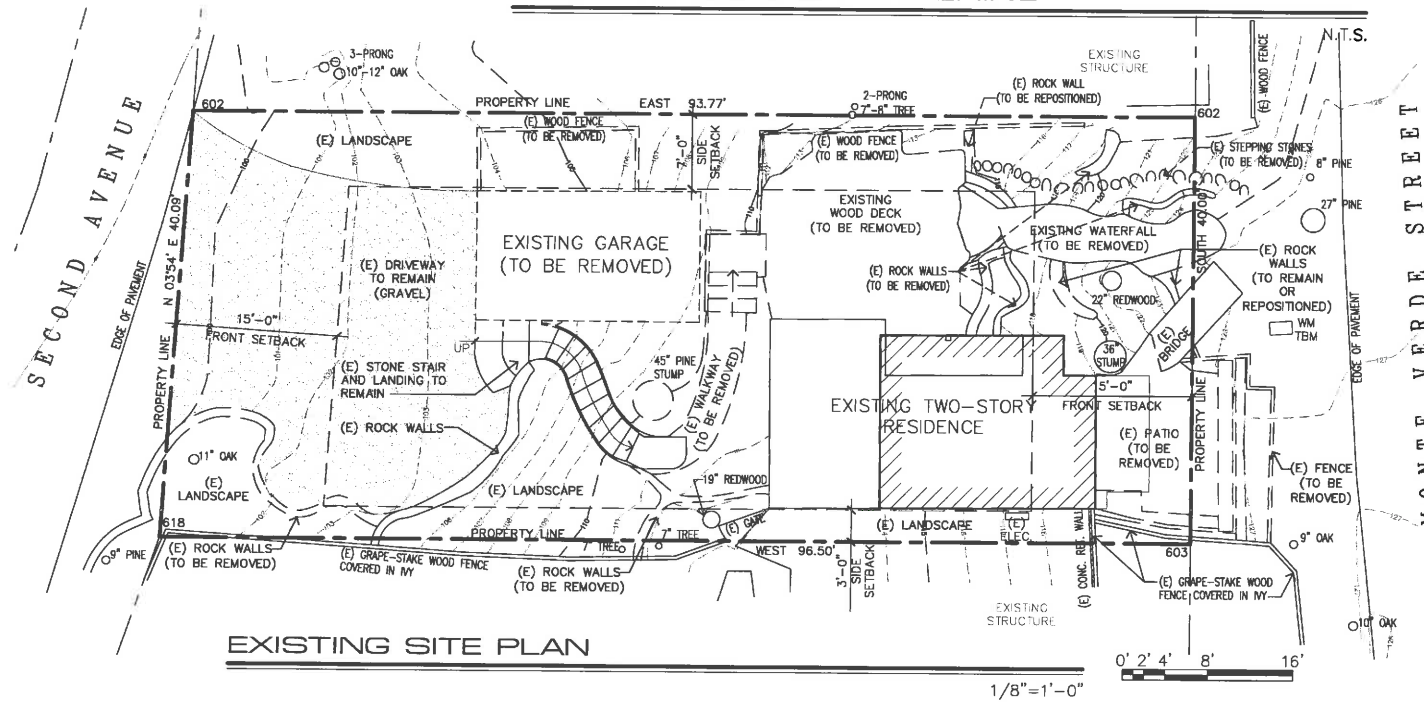 N.T.S.
3-PRONG
10"-12" OAK
EXISTING
STRUCTURE
(E) WOOD FENCE
(E) ROCK WALL
(TO BE REPOSITIONED)
2-PRONG
7"-8" TREE
602
PROPERTY LINE
EAST
93.77'
602
SECOND AVENUE
(E) LANDSCAPE
(E) WOOD FENCE
(TO BE REMOVED)
7'-0"
SIDE
SETBACK
(E) WOOD FENCE
(TO BE REMOVED)
(E) STEPPING STONES
(TO BE REMOVED)
8" PINE
27" PINE
EXISTING
WOOD DECK
(TO BE REMOVED)
EXISTING WATERFALL
(TO BE REMOVED)
EXISTING GARAGE
(TO BE REMOVED)
(E) DRIVEWAY
TO REMAIN
(GRAVEL)
(E) ROCK WALLS
(TO BE REMOVED)
(E) ROCK
WALLS
(TO REMAIN
OR
REPOSITIONED)
SOUTH 40.00'
22" REDWOOD
WM
TBM
EDGE OF PAVEMENT
PROPERTY LINE
N 03°54' E 40.09'
15'-0"
FRONT SETBACK
UP
(E) STONE STAIR
AND LANDING TO
REMAIN
45" PINE
STUMP
(E) WALKWAY
(TO BE REMOVED)
36"
STUMP
(E)
BRIDGE
EDGE OF PAVEMENT
VERDE STREET
5'-0"
FRONT SETBACK
EXISTING TWO-STORY
RESIDENCE
(E) ROCK WALLS
(E) PATIO
(TO BE
REMOVED)
PROPERTY LINE
11" OAK
(E)
LANDSCAPE
(E) FENCE
(TO BE
REMOVED)
(E) LANDSCAPE
19" REDWOOD
(E) GATE
618
PROPERTY LINE
7" TREE
7" TREE
WEST
96.50'
(E) LANDSCAPE
(E)
ELEC.
603
9" OAK
9" PINE
(E) ROCK WALLS
(TO BE REMOVED)
(E) GRAPE-STAKE WOOD FENCE
COVERED IN IVY
(E) ROCK WALLS
(TO BE REMOVED)
3'-0"
SIDE
SETBACK
(E) CONC. RET. WALL
(E) GRAPE-STAKE WOOD
FENCE COVERED IN IVY
EXISTING
STRUCTURE
10" OAK
EXISTING SITE PLAN
0' 2' 4' 8' 16'
1/8"=1'-0"